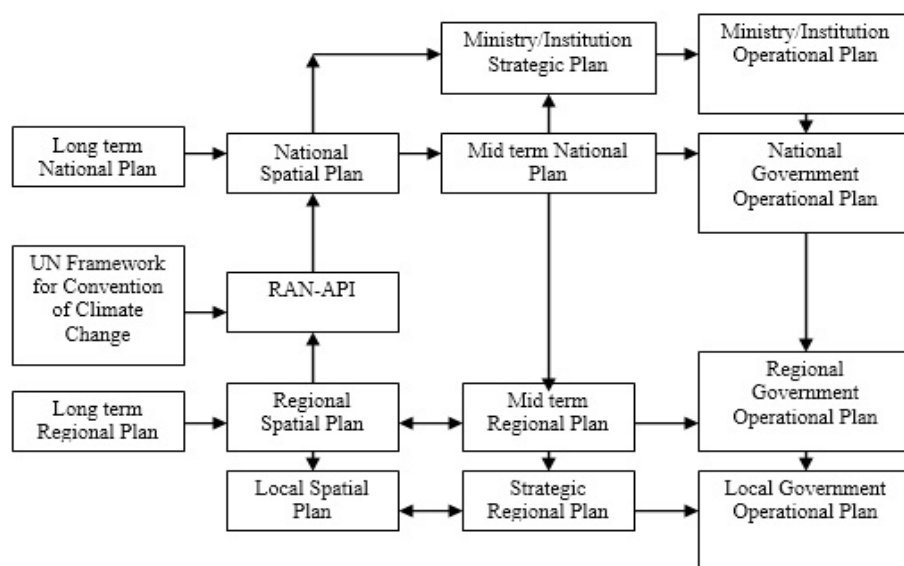 Ministry/Institution
Strategic Plan
Ministry/Institution
Operational Plan
Long term
National Plan
National
Spatial Plan
Mid term National
Plan
National
Government
Operational Plan
UN Framework
for Convention
of Climate
Change
RAN-API
Long term
Regional Plan
Regional
Spatial Plan
Mid term
Regional Plan
Regional
Government
Operational Plan
Local Spatial
Plan
Strategic
Regional Plan
Local Government
Operational Plan